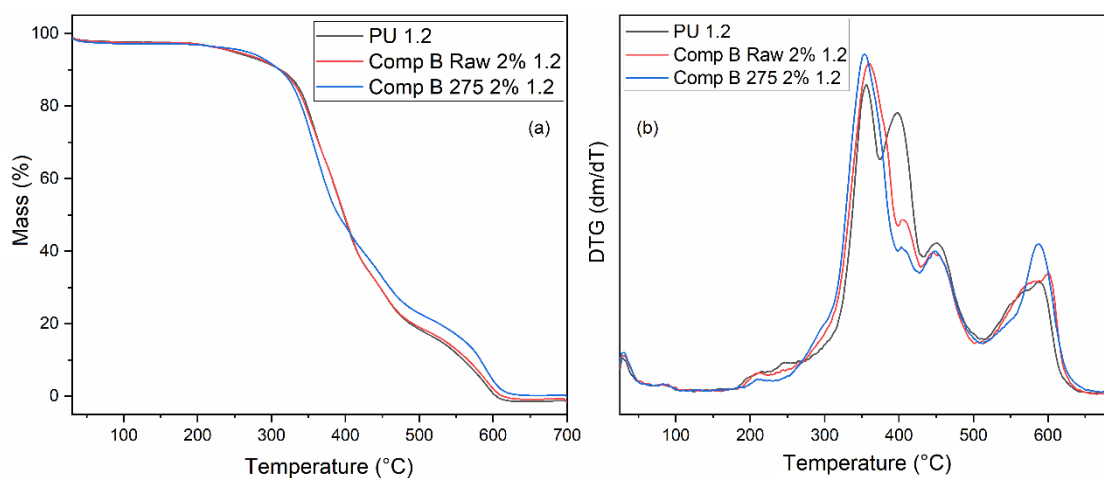 100
80
60
40
20
0
Mass (%)
PU 1.2
Comp B Raw 2% 1.2
Comp B 275 2% 1.2
(a)
100 200 300 400 500 600 700
Temperature (°C)
DTG (dm/dT)
PU 1.2
Comp B Raw 2% 1.2
Comp B 275 2% 1.2
(b)
100 200 300 400 500 600
Temperature (°C)